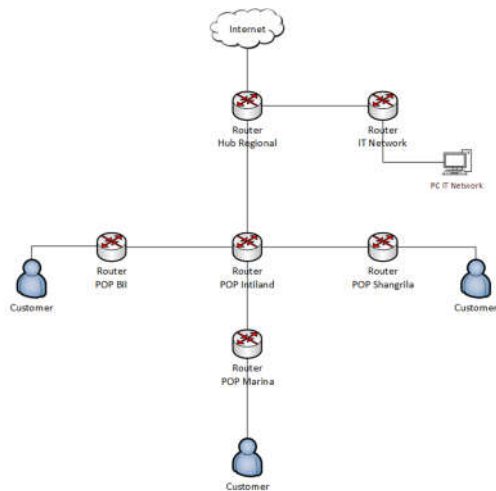 Internet
Router
Hub Regional
Router
IT Network
PC IT Network
Router
POP BII
Router
POP Intiland
Router
POP Shangrila
Customer
Customer
Router
POP Marina
Customer